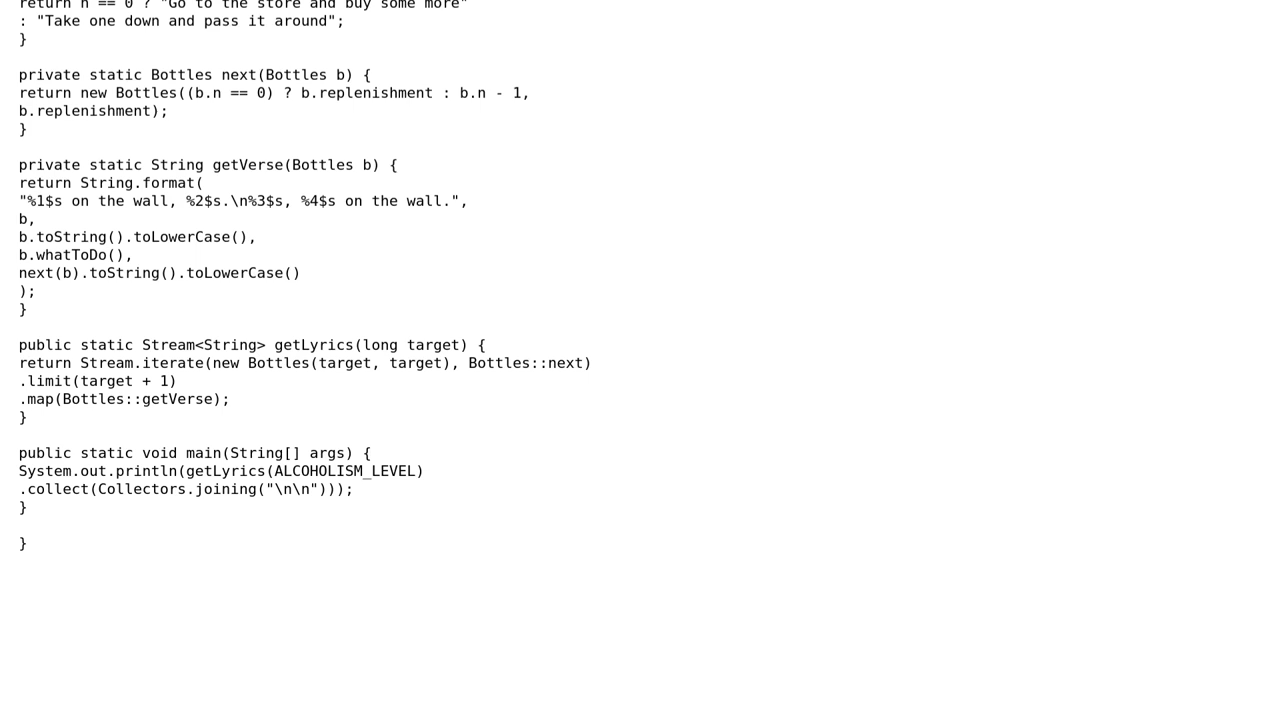 return n == 0 ? "Go to the store and buy some more"
: "Take one down and pass it around";
}

private static Bottles next(Bottles b) {
return new Bottles((b.n == 0) ? b.replenishment : b.n - 1,
b.replenishment);
}

private static String getVerse(Bottles b) {
return String.format(
"%1$s on the wall, %2$s.\n%3$s, %4$s on the wall.",
b,
b.toString().toLowerCase(),
b.whatToDo(),
next(b).toString().toLowerCase()
);
}

public static Stream<String> getLyrics(long target) {
return Stream.iterate(new Bottles(target, target), Bottles::next)
.limit(target + 1)
.map(Bottles::getVerse);
}

public static void main(String[] args) {
System.out.println(getLyrics(ALCOHOLISM_LEVEL)
.collect(Collectors.joining("\n\n")));
}

}